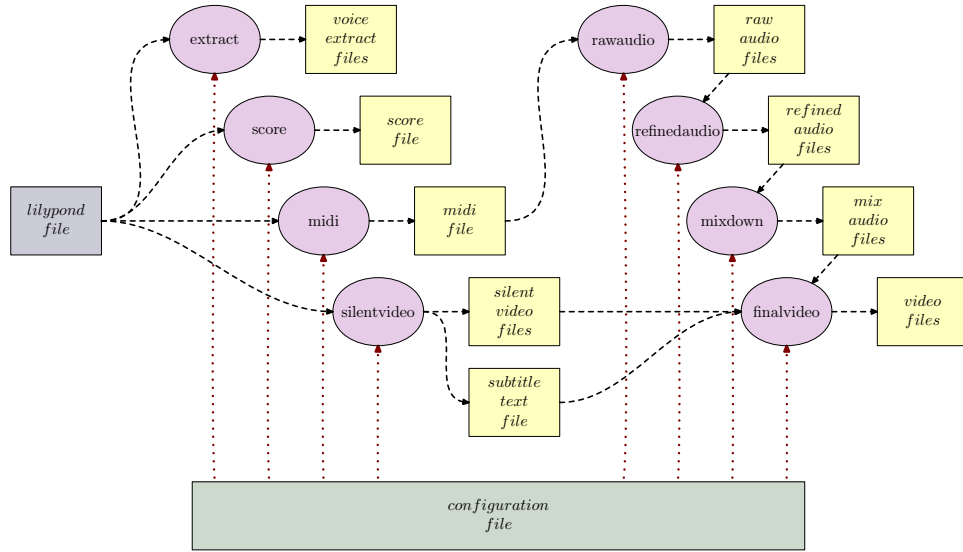 extract
voice
extract
files
rawaudio
raw
audio
files
score
score
file
refinedaudio
refined
audio
files
lilypond
file
midi
midi
file
mixdown
mix
audio
files
silentvideo
silent
video
files
finalvideo
video
files
subtitle
text
file
configuration
file